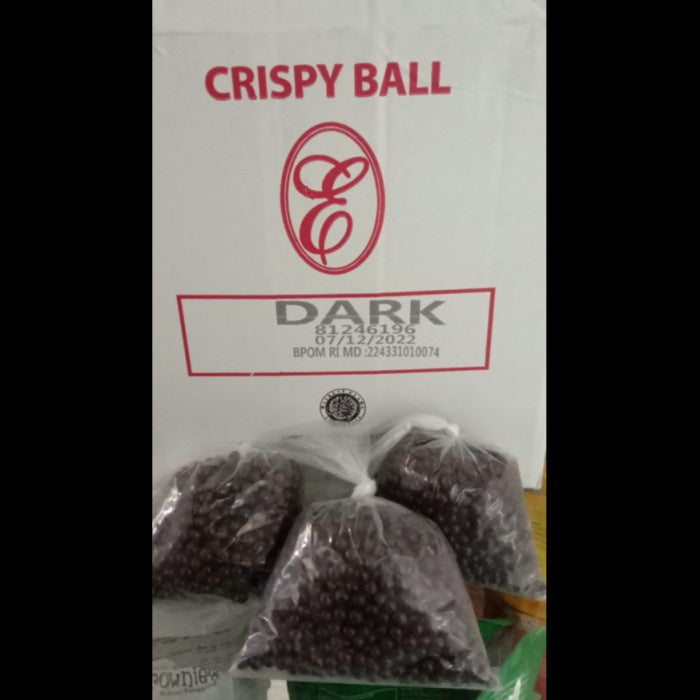 CRISPY BALL
E
DARK
81246196
07/12/2022
BPOM RI MD :224331010074